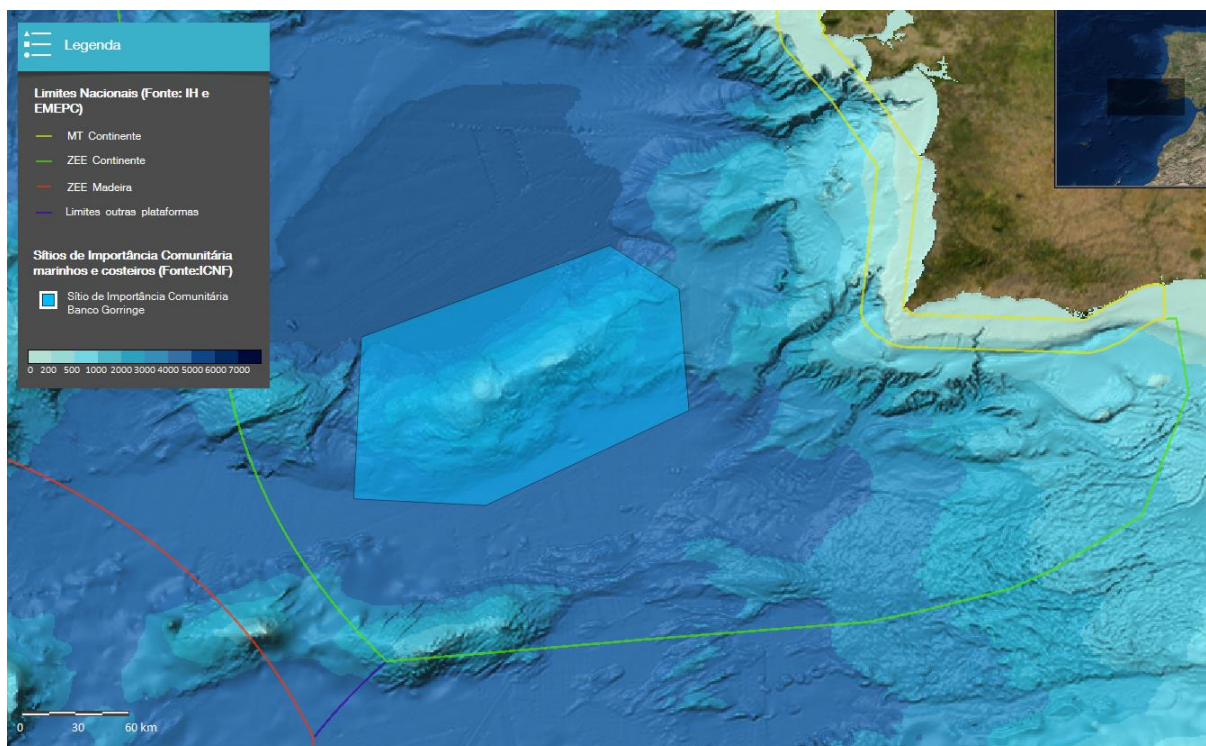 Legenda
Limites Nacionais (Fonte: IH e
EMEPC)
MT Continente
ZEE Continente
ZEE Madeira
Limites outras plataformas
Sítios de Importância Comunitária
marinhos e costeiros (Fonte:ICNF)
Sítio de Importância Comunitária
Banco Gorringe
0 200 500 1000 2000 3000 4000 5000 6000 7000
0 30 60 km